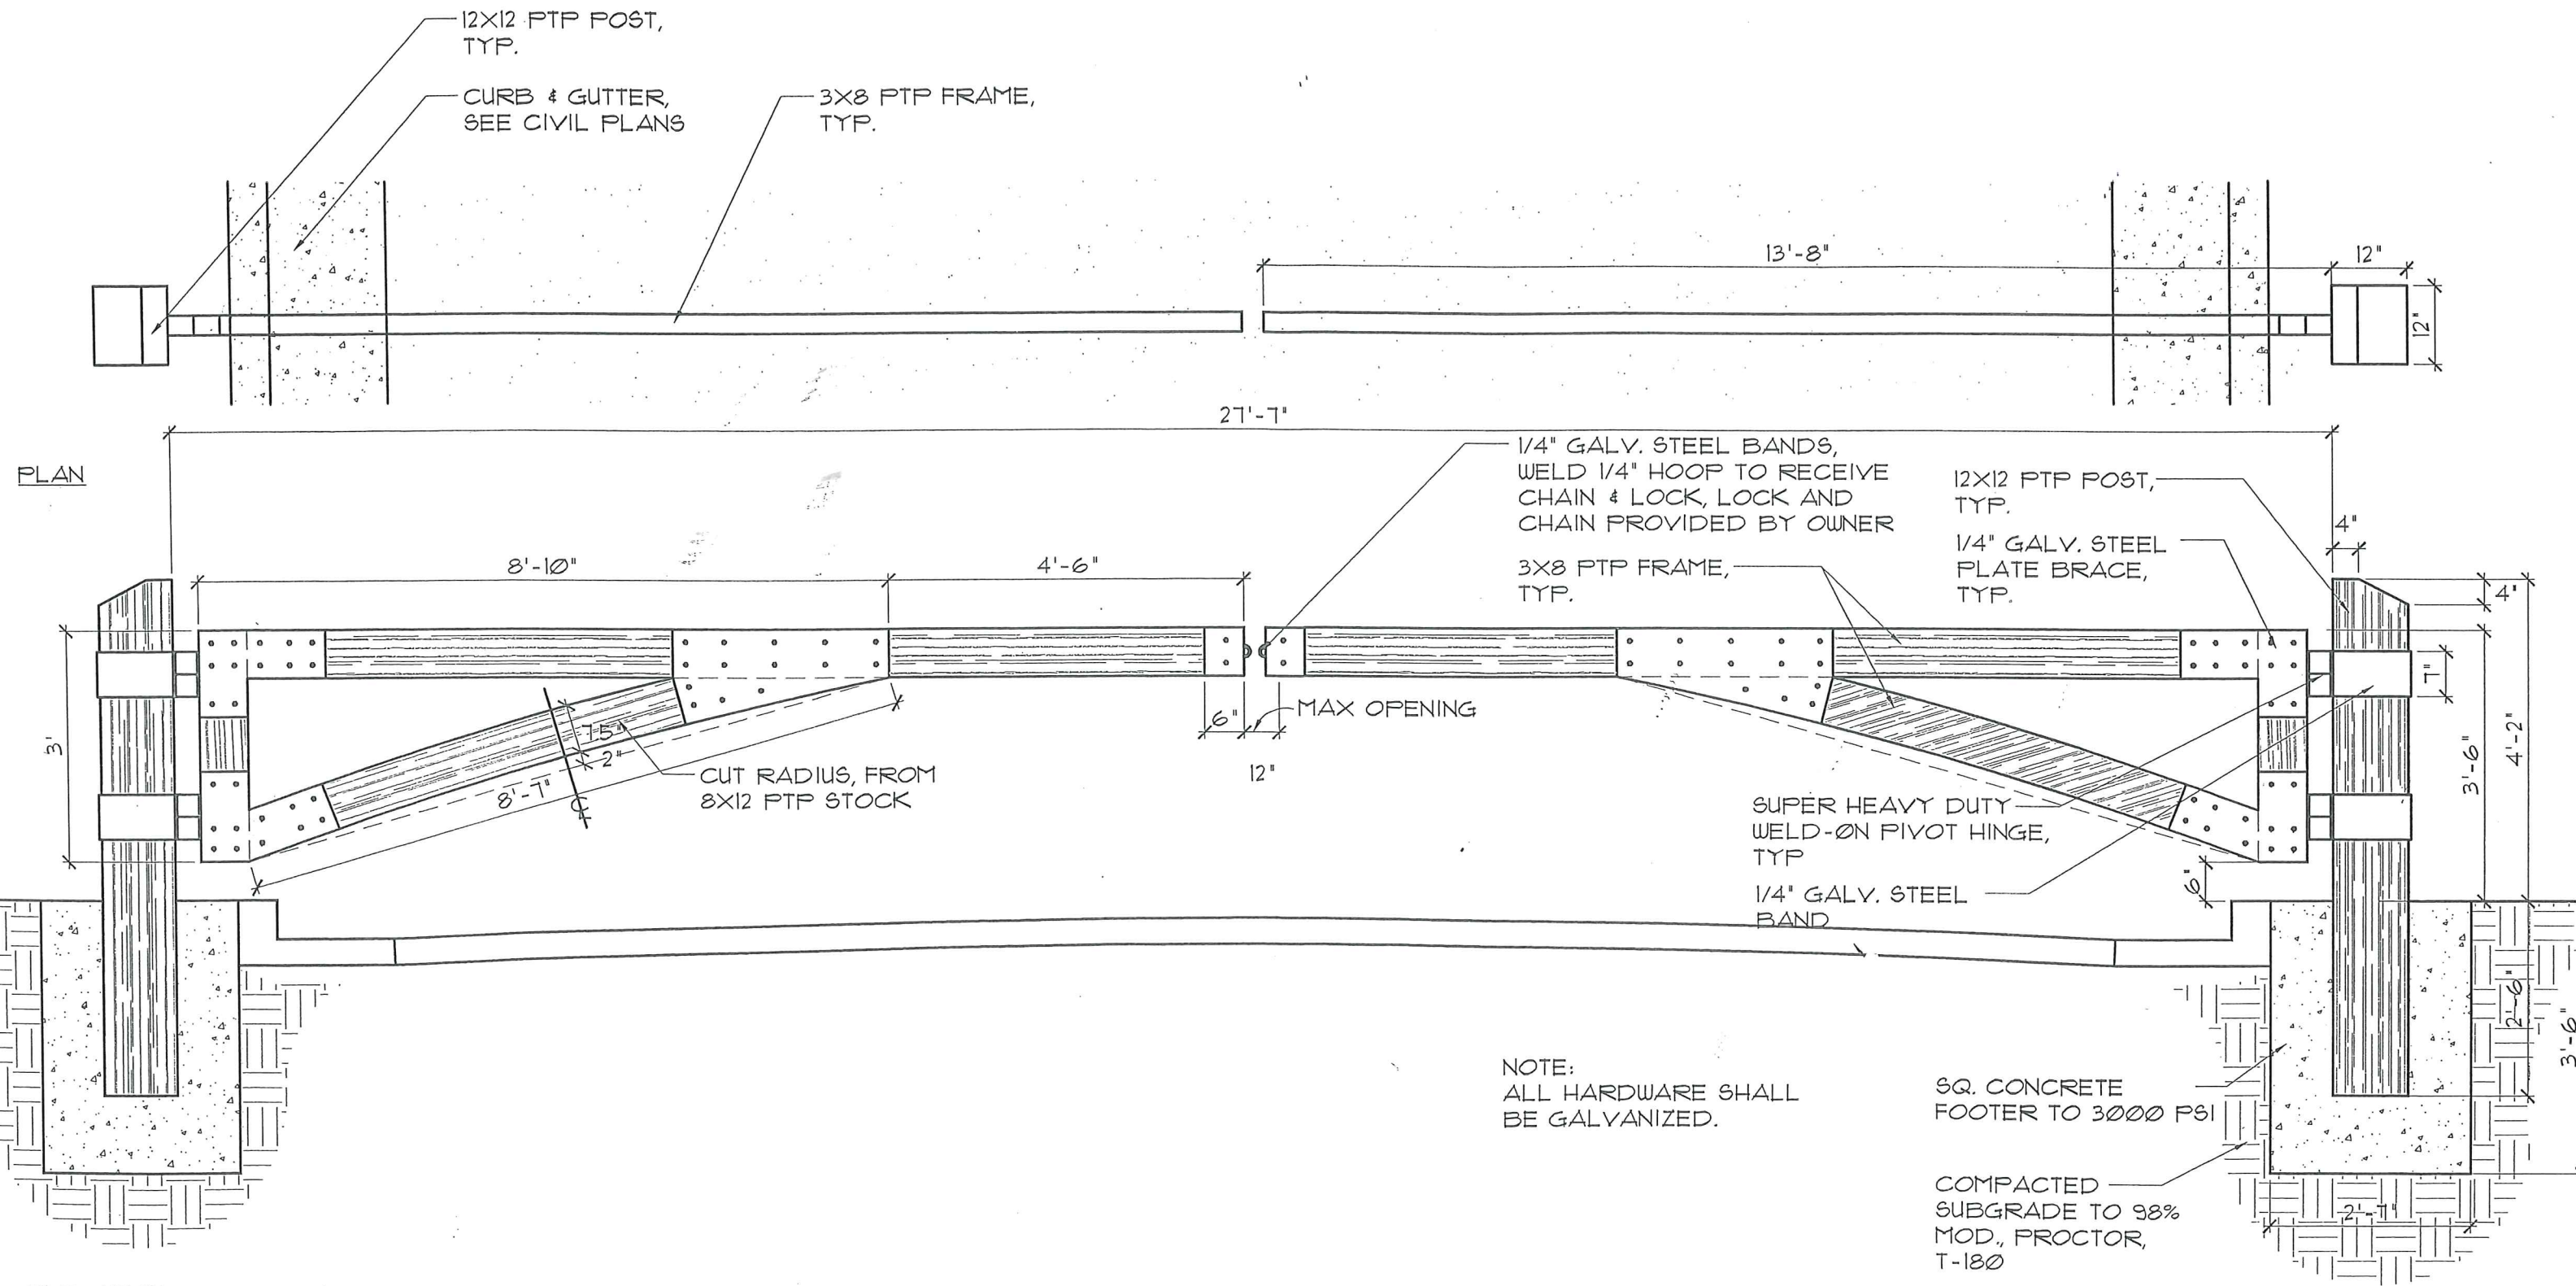 12X12 PTP POST,
TYP.
CURB & GUTTER,
SEE CIVIL PLANS
3X8 PTP FRAME,
TYP.
13'-8"
12"
12"
27'-7"
PLAN
1/4" GALV. STEEL BANDS,
WELD 1/4" HOOP TO RECEIVE
CHAIN & LOCK, LOCK AND
CHAIN PROVIDED BY OWNER
12X12 PTP POST,
TYP.
4"
1/4" GALV. STEEL
PLATE BRACE,
TYP.
8'-10"
4'-6"
3X8 PTP FRAME,
TYP.
4"
7"
6"
MAX OPENING
12"
3'
7.5"
2"
8'-7"
CUT RADIUS, FROM
8X12 PTP STOCK
℄
3'-6"
4'-2"
SUPER HEAVY DUTY
WELD-ØN PIVOT HINGE,
TYP
6"
1/4" GALV. STEEL
BAND
2'-6"
3'-6"
NOTE:
ALL HARDWARE SHALL
BE GALVANIZED.
SQ. CONCRETE
FOOTER TO 3000 PSI
COMPACTED
SUBGRADE TO 98%
MOD., PROCTOR,
T-180
2'-7"